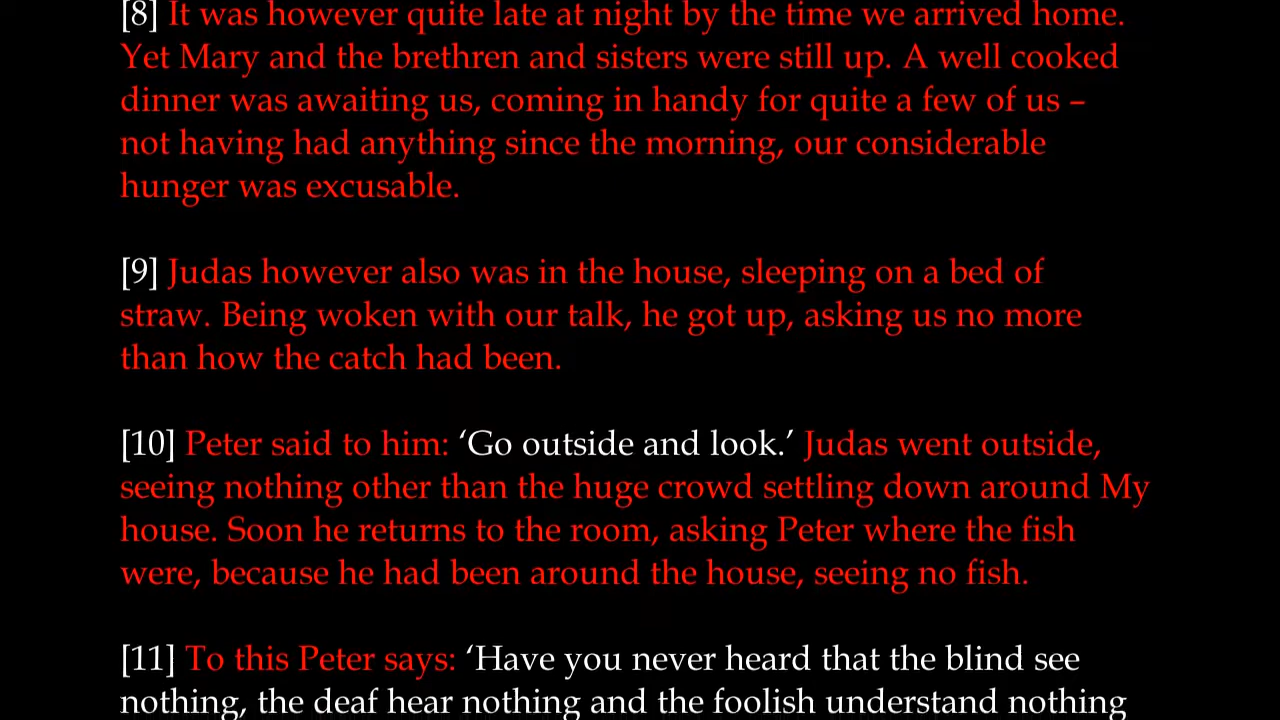 [8] It was however quite late at night by the time we arrived home.
Yet Mary and the brethren and sisters were still up. A well cooked
dinner was awaiting us, coming in handy for quite a few of us –
not having had anything since the morning, our considerable
hunger was excusable.
[9] Judas however also was in the house, sleeping on a bed of
straw. Being woken with our talk, he got up, asking us no more
than how the catch had been.
[10] Peter said to him: ‘Go outside and look.’ Judas went outside,
seeing nothing other than the huge crowd settling down around My
house. Soon he returns to the room, asking Peter where the fish
were, because he had been around the house, seeing no fish.
[11] To this Peter says: ‘Have you never heard that the blind see
nothing, the deaf hear nothing and the foolish understand nothing